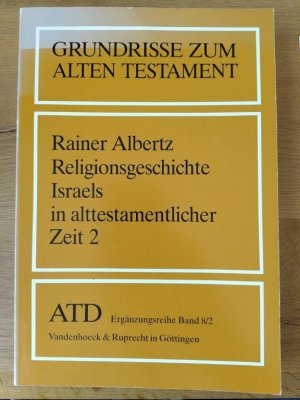 GRUNDRISSE ZUM
ALTEN TESTAMENT
Rainer Albertz
Religionsgeschichte
Israels
in alttestamentlicher
Zeit 2
ATD Ergänzungsreihe Band 8/2
Vandenhoeck & Ruprecht in Göttingen